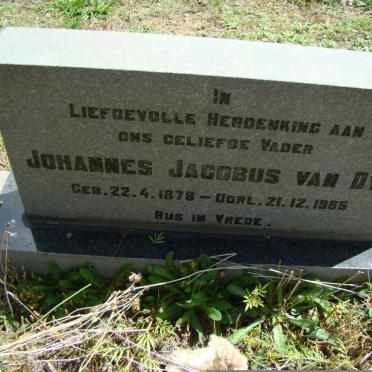 IN
LIEFDEVOLLE HERDENKING AAN
ONS GELIEFDE VADER
JOHANNES JACOBUS VAN
GEB. 22.4.1878 – OORL. 21.12.1965
RUS IN VREDE.